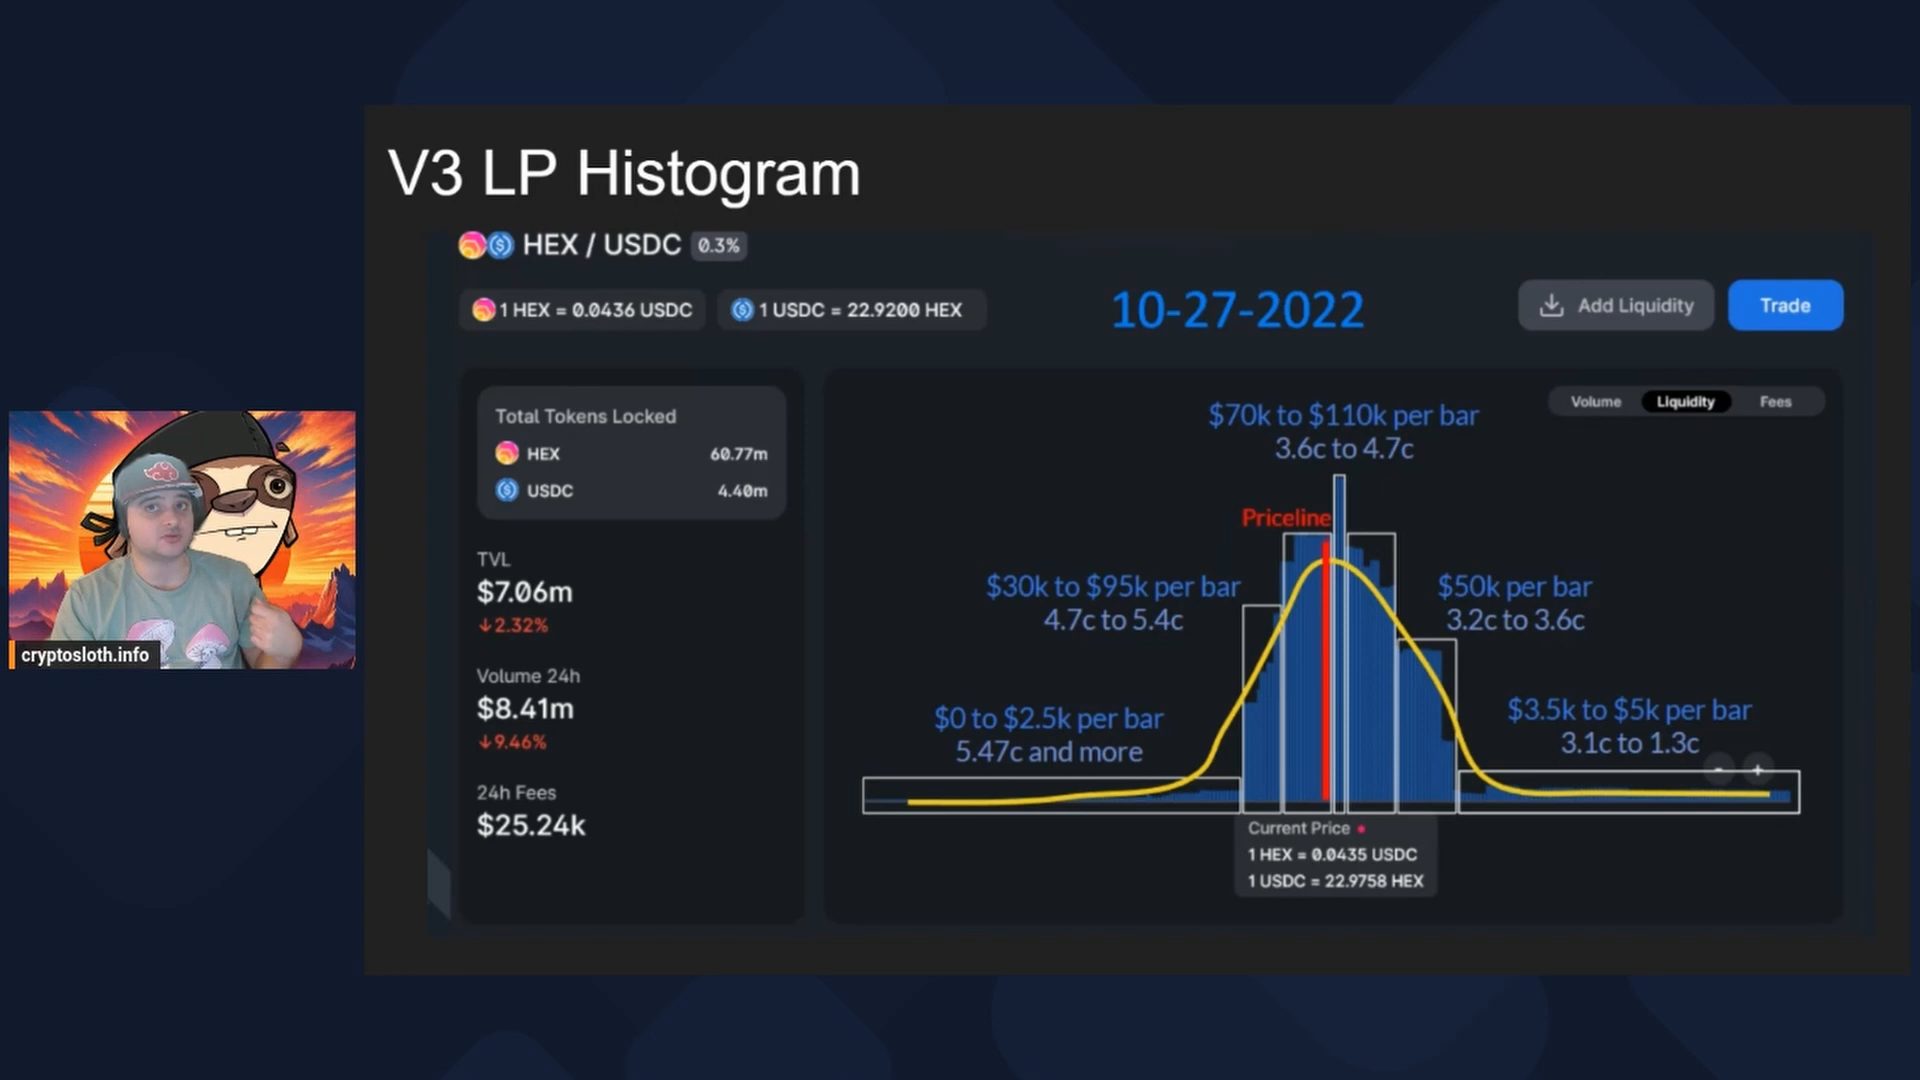 V3 LP Histogram
HEX / USDC 0.3%
1 HEX = 0.0436 USDC
1 USDC = 22.9200 HEX
10-27-2022
Add Liquidity
Trade
Total Tokens Locked
HEX 60.77m
USDC 4.40m
TVL
$7.06m
↓2.32%
Volume 24h
$8.41m
↓9.46%
24h Fees
$25.24k
Volume Liquidity Fees
$70k to $110k per bar
3.6c to 4.7c
Priceline
$30k to $95k per bar
4.7c to 5.4c
$50k per bar
3.2c to 3.6c
$0 to $2.5k per bar
5.47c and more
$3.5k to $5k per bar
3.1c to 1.3c
- +
Current Price
1 HEX = 0.0435 USDC
1 USDC = 22.9758 HEX
cryptosloth.info